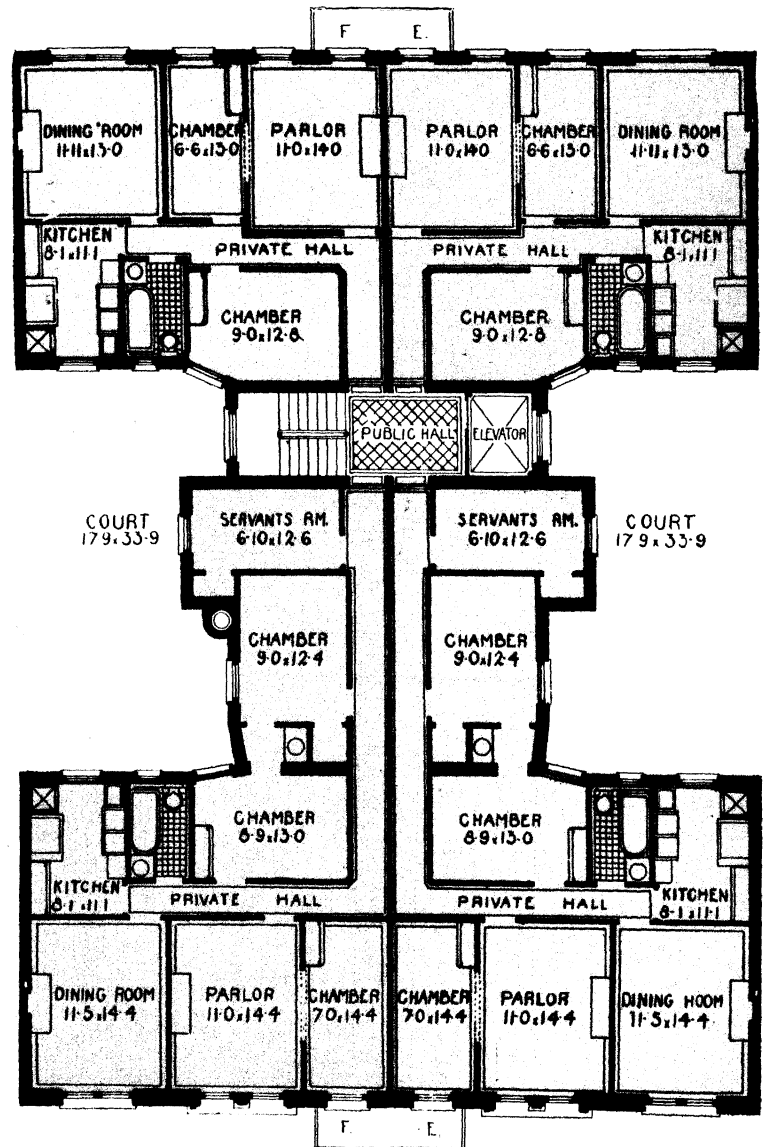 F. E.
DINING ROOM
11-11x13-0
CHAMBER
6-6x13-0
PARLOR
11-0x14-0
PARLOR
11-0x14-0
CHAMBER
6-6x13-0
DINING ROOM
11-11x13-0
KITCHEN
8-1x11-1
PRIVATE HALL
PRIVATE HALL
KITCHEN
8-1x11-1
CHAMBER
9-0x12-8
CHAMBER
9-0x12-8
PUBLIC HALL
ELEVATOR
COURT
17-9x33-9
SERVANTS RM.
6-10x12-6
SERVANTS RM.
6-10x12-6
COURT
17-9x33-9
CHAMBER
9-0x12-4
CHAMBER
9-0x12-4
CHAMBER
8-9x13-0
CHAMBER
8-9x13-0
KITCHEN
8-1x11-1
PRIVATE HALL
PRIVATE HALL
KITCHEN
8-1x11-1
DINING ROOM
11-5x14-4
PARLOR
11-0x14-4
CHAMBER
7-0x14-4
CHAMBER
7-0x14-4
PARLOR
11-0x14-4
DINING ROOM
11-5x14-4
F. E.